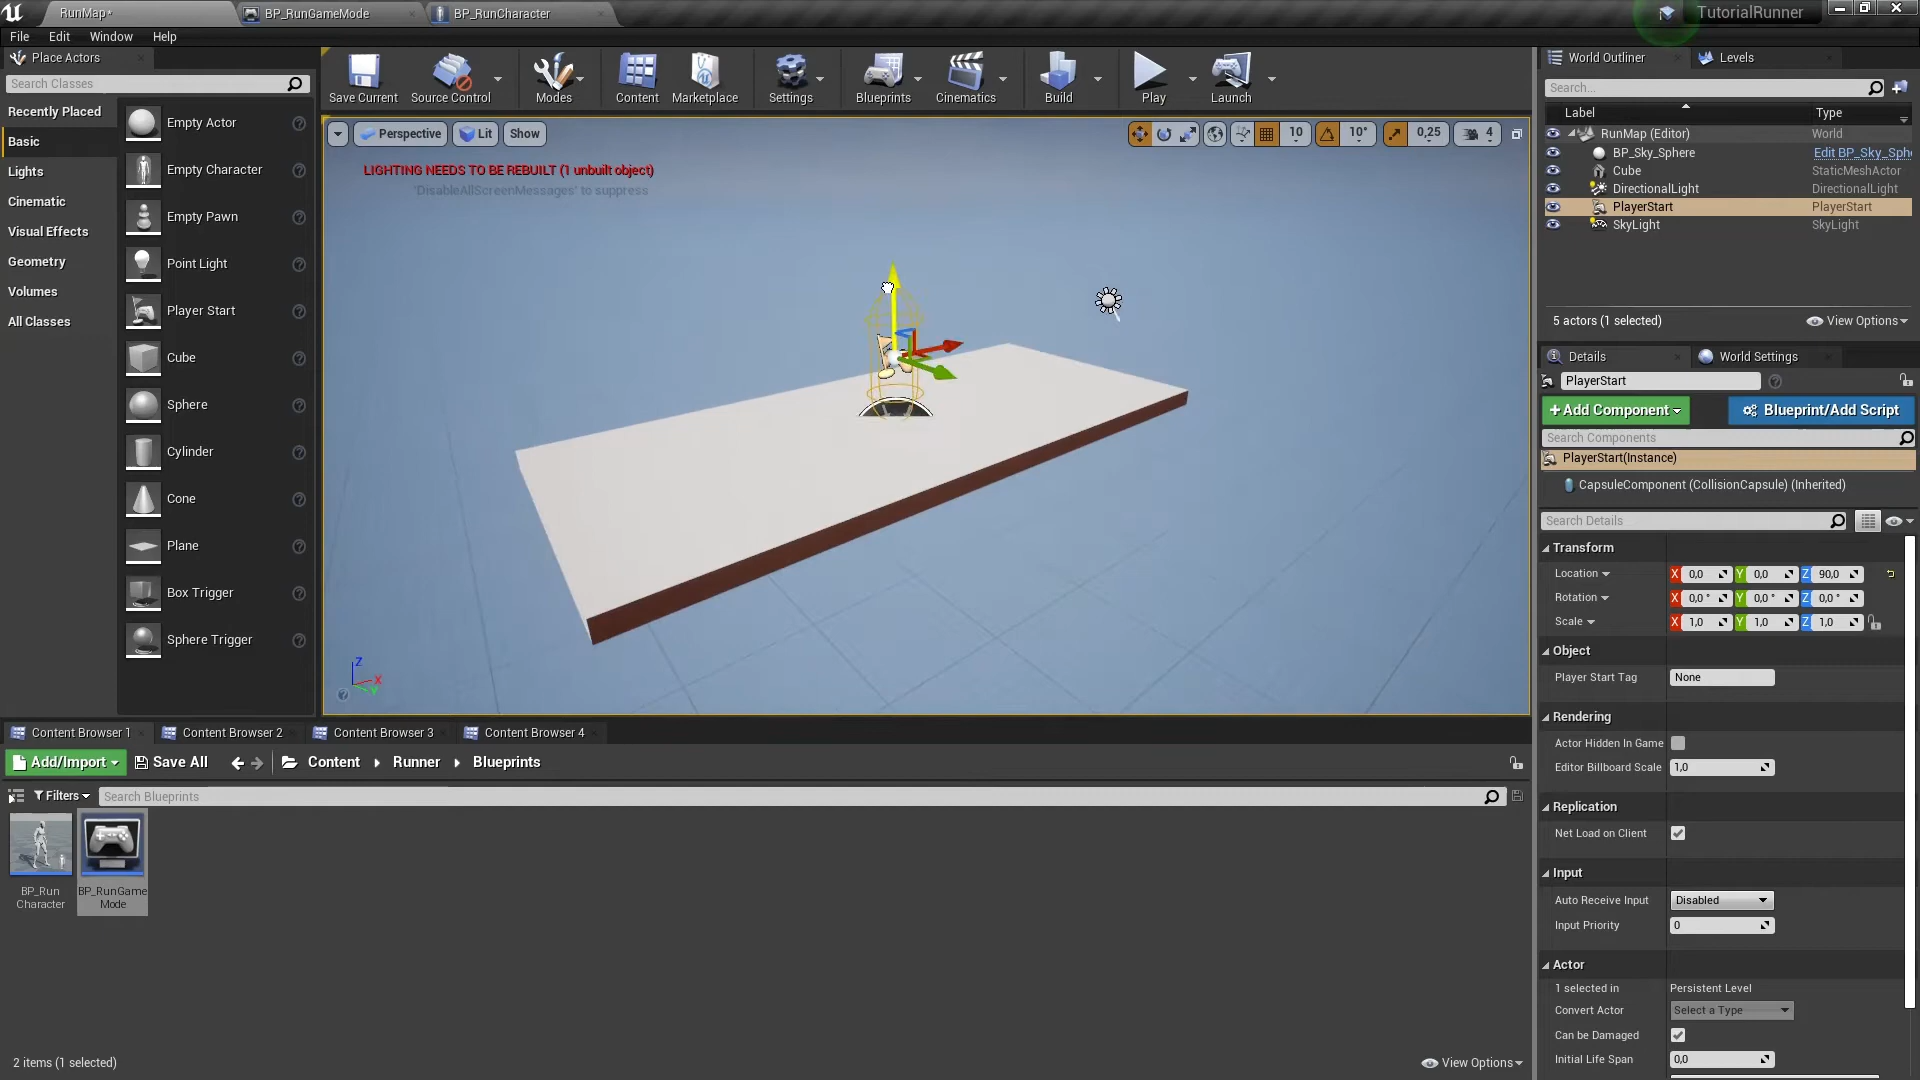 RunMap*
BP_RunGameMode
BP_RunCharacter
TutorialRunner
File
Edit
Window
Help
Place Actors
Search Classes
Recently Placed
Basic
Lights
Cinematic
Visual Effects
Geometry
Volumes
All Classes
Empty Actor
Empty Character
Empty Pawn
Point Light
Player Start
Cube
Sphere
Cylinder
Cone
Plane
Box Trigger
Sphere Trigger
Save Current
Source Control
Modes
Content
Marketplace
Settings
Blueprints
Cinematics
Build
Play
Launch
Perspective
Lit
Show
10
10°
0,25
4
LIGHTING NEEDS TO BE REBUILT (1 unbuilt object)
'DisableAllScreenMessages' to suppress
Z
X
Y
World Outliner
Levels
Search...
Label
Type
RunMap (Editor)
World
BP_Sky_Sphere
Edit BP_Sky_Sph
Cube
StaticMeshActor
DirectionalLight
DirectionalLight
PlayerStart
PlayerStart
SkyLight
SkyLight
5 actors (1 selected)
View Options
Details
World Settings
PlayerStart
+Add Component
Blueprint/Add Script
Search Components
PlayerStart(Instance)
CapsuleComponent (CollisionCapsule) (Inherited)
Search Details
Transform
Location
X 0,0 Y 0,0 Z 90,0
Rotation
X 0,0 ° Y 0,0 ° Z 0,0 °
Scale
X 1,0 Y 1,0 Z 1,0
Object
Player Start Tag
None
Rendering
Actor Hidden In Game
Editor Billboard Scale
1,0
Replication
Net Load on Client
Input
Auto Receive Input
Disabled
Input Priority
0
Actor
1 selected in
Persistent Level
Convert Actor
Select a Type
Can be Damaged
Initial Life Span
0,0
Content Browser 1
Content Browser 2
Content Browser 3
Content Browser 4
Add/Import
Save All
Content
Runner
Blueprints
Filters
Search Blueprints
BP_Run
Character
BP_RunGame
Mode
2 items (1 selected)
View Options